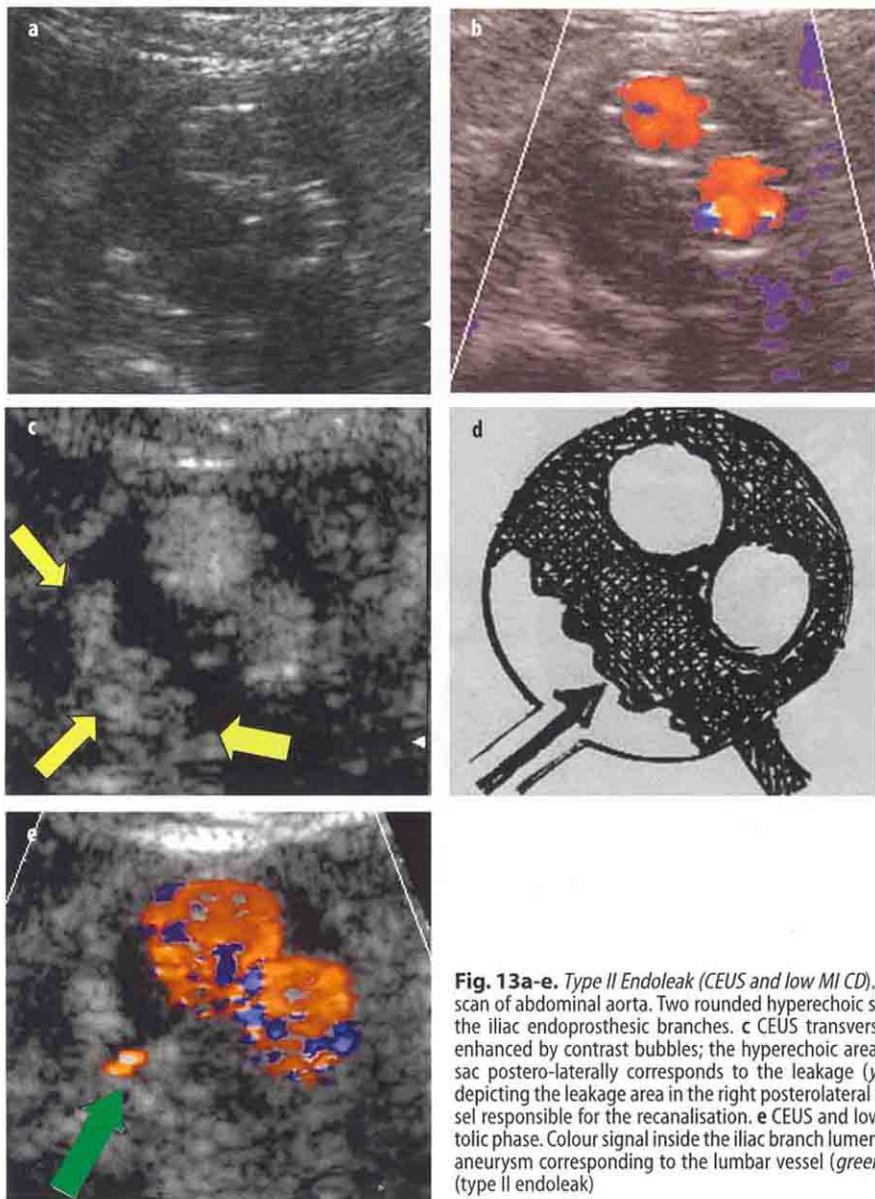 a
b
c
d
e
Fig. 13a-e. Type II Endoleak (CEUS and low MI CD).
scan of abdominal aorta. Two rounded hyperechoic s
the iliac endoprosthesic branches. c CEUS transvers
enhanced by contrast bubbles; the hyperechoic area
sac postero-laterally corresponds to the leakage (y
depicting the leakage area in the right posterolateral
sel responsible for the recanalisation. e CEUS and low
tolic phase. Colour signal inside the iliac branch lumen
aneurysm corresponding to the lumbar vessel (green
(type II endoleak)